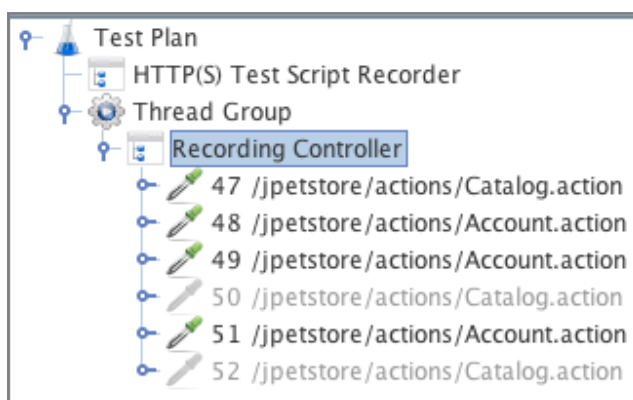 Test Plan
HTTP(S) Test Script Recorder
Thread Group
Recording Controller
47 /jpetstore/actions/Catalog.action
48 /jpetstore/actions/Account.action
49 /jpetstore/actions/Account.action
50 /jpetstore/actions/Catalog.action
51 /jpetstore/actions/Account.action
52 /jpetstore/actions/Catalog.action